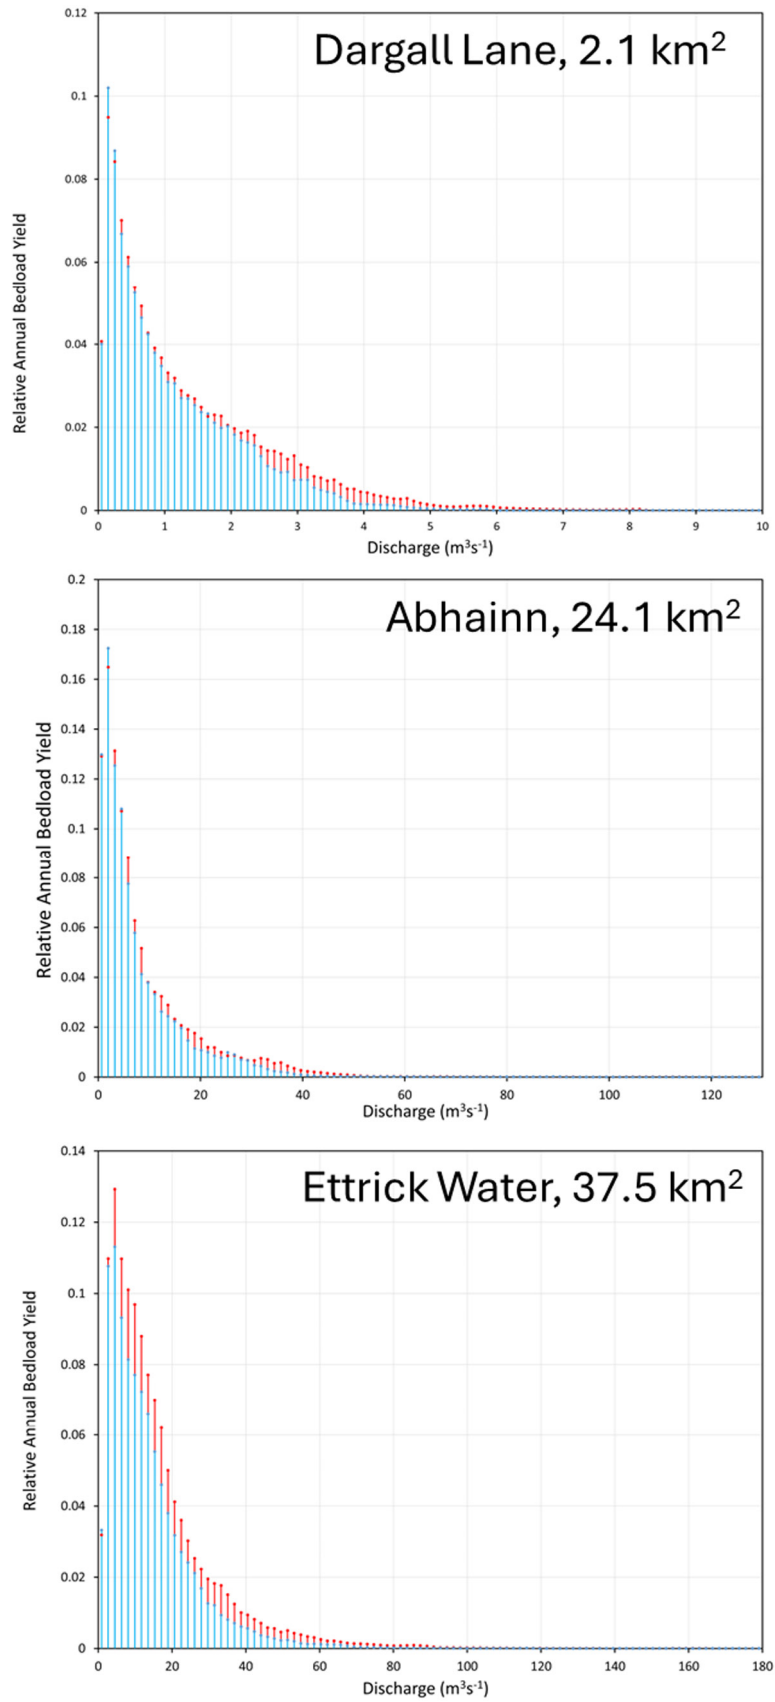 Dargall Lane, 2.1 km²
Relative Annual Bedload Yield
0.12
0.1
0.08
0.06
0.04
0.02
0
0 1 2 3 4 5 6 7 8 9 10
Discharge (m³s⁻¹)
Abhainn, 24.1 km²
Relative Annual Bedload Yield
0.2
0.18
0.16
0.14
0.12
0.1
0.08
0.06
0.04
0.02
0
0 20 40 60 80 100 120
Discharge (m³s⁻¹)
Ettrick Water, 37.5 km²
Relative Annual Bedload Yield
0.14
0.12
0.1
0.08
0.06
0.04
0.02
0
0 20 40 60 80 100 120 140 160 180
Discharge (m³s⁻¹)